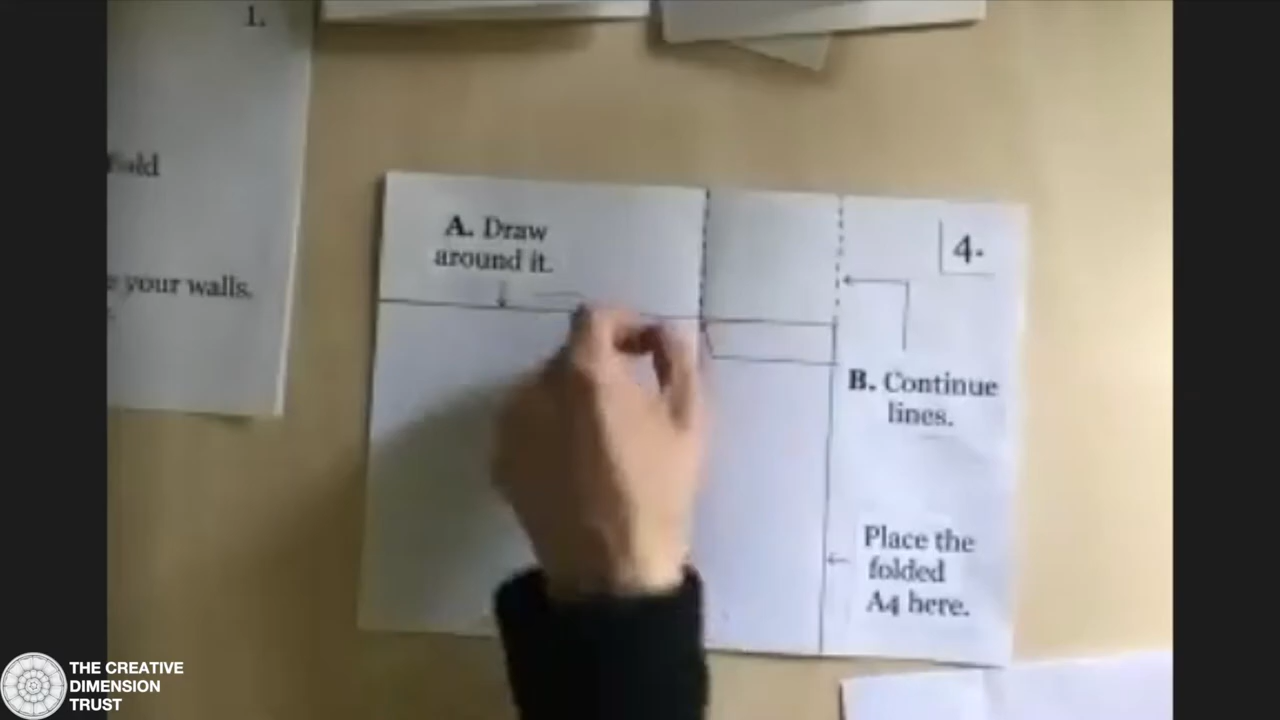 1.
e your walls.
A. Draw
around it.
4.
B. Continue
lines.
Place the
folded
A4 here.
THE CREATIVE
DIMENSION
TRUST